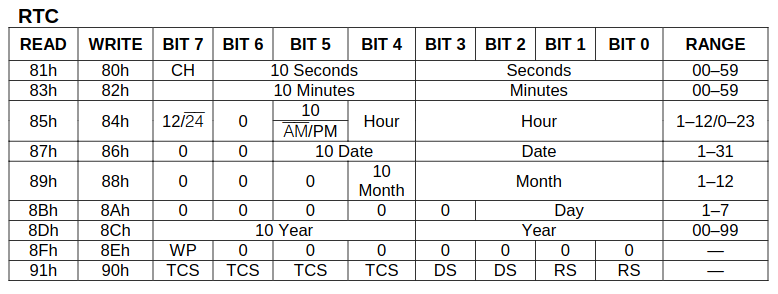 RTC
READ WRITE BIT 7 BIT 6 BIT 5 BIT 4 BIT 3 BIT 2 BIT 1 BIT 0 RANGE
81h 80h CH 10 Seconds Seconds 00–59
83h 82h 10 Minutes Minutes 00–59
85h 84h 12/2̅4̅ 0 10 Hour Hour 1–12/0–23
A̅M̅/PM
87h 86h 0 0 10 Date Date 1–31
89h 88h 0 0 0 10 Month Month 1–12
8Bh 8Ah 0 0 0 0 0 Day 1–7
8Dh 8Ch 10 Year Year 00–99
8Fh 8Eh WP 0 0 0 0 0 0 0 —
91h 90h TCS TCS TCS TCS DS DS RS RS —